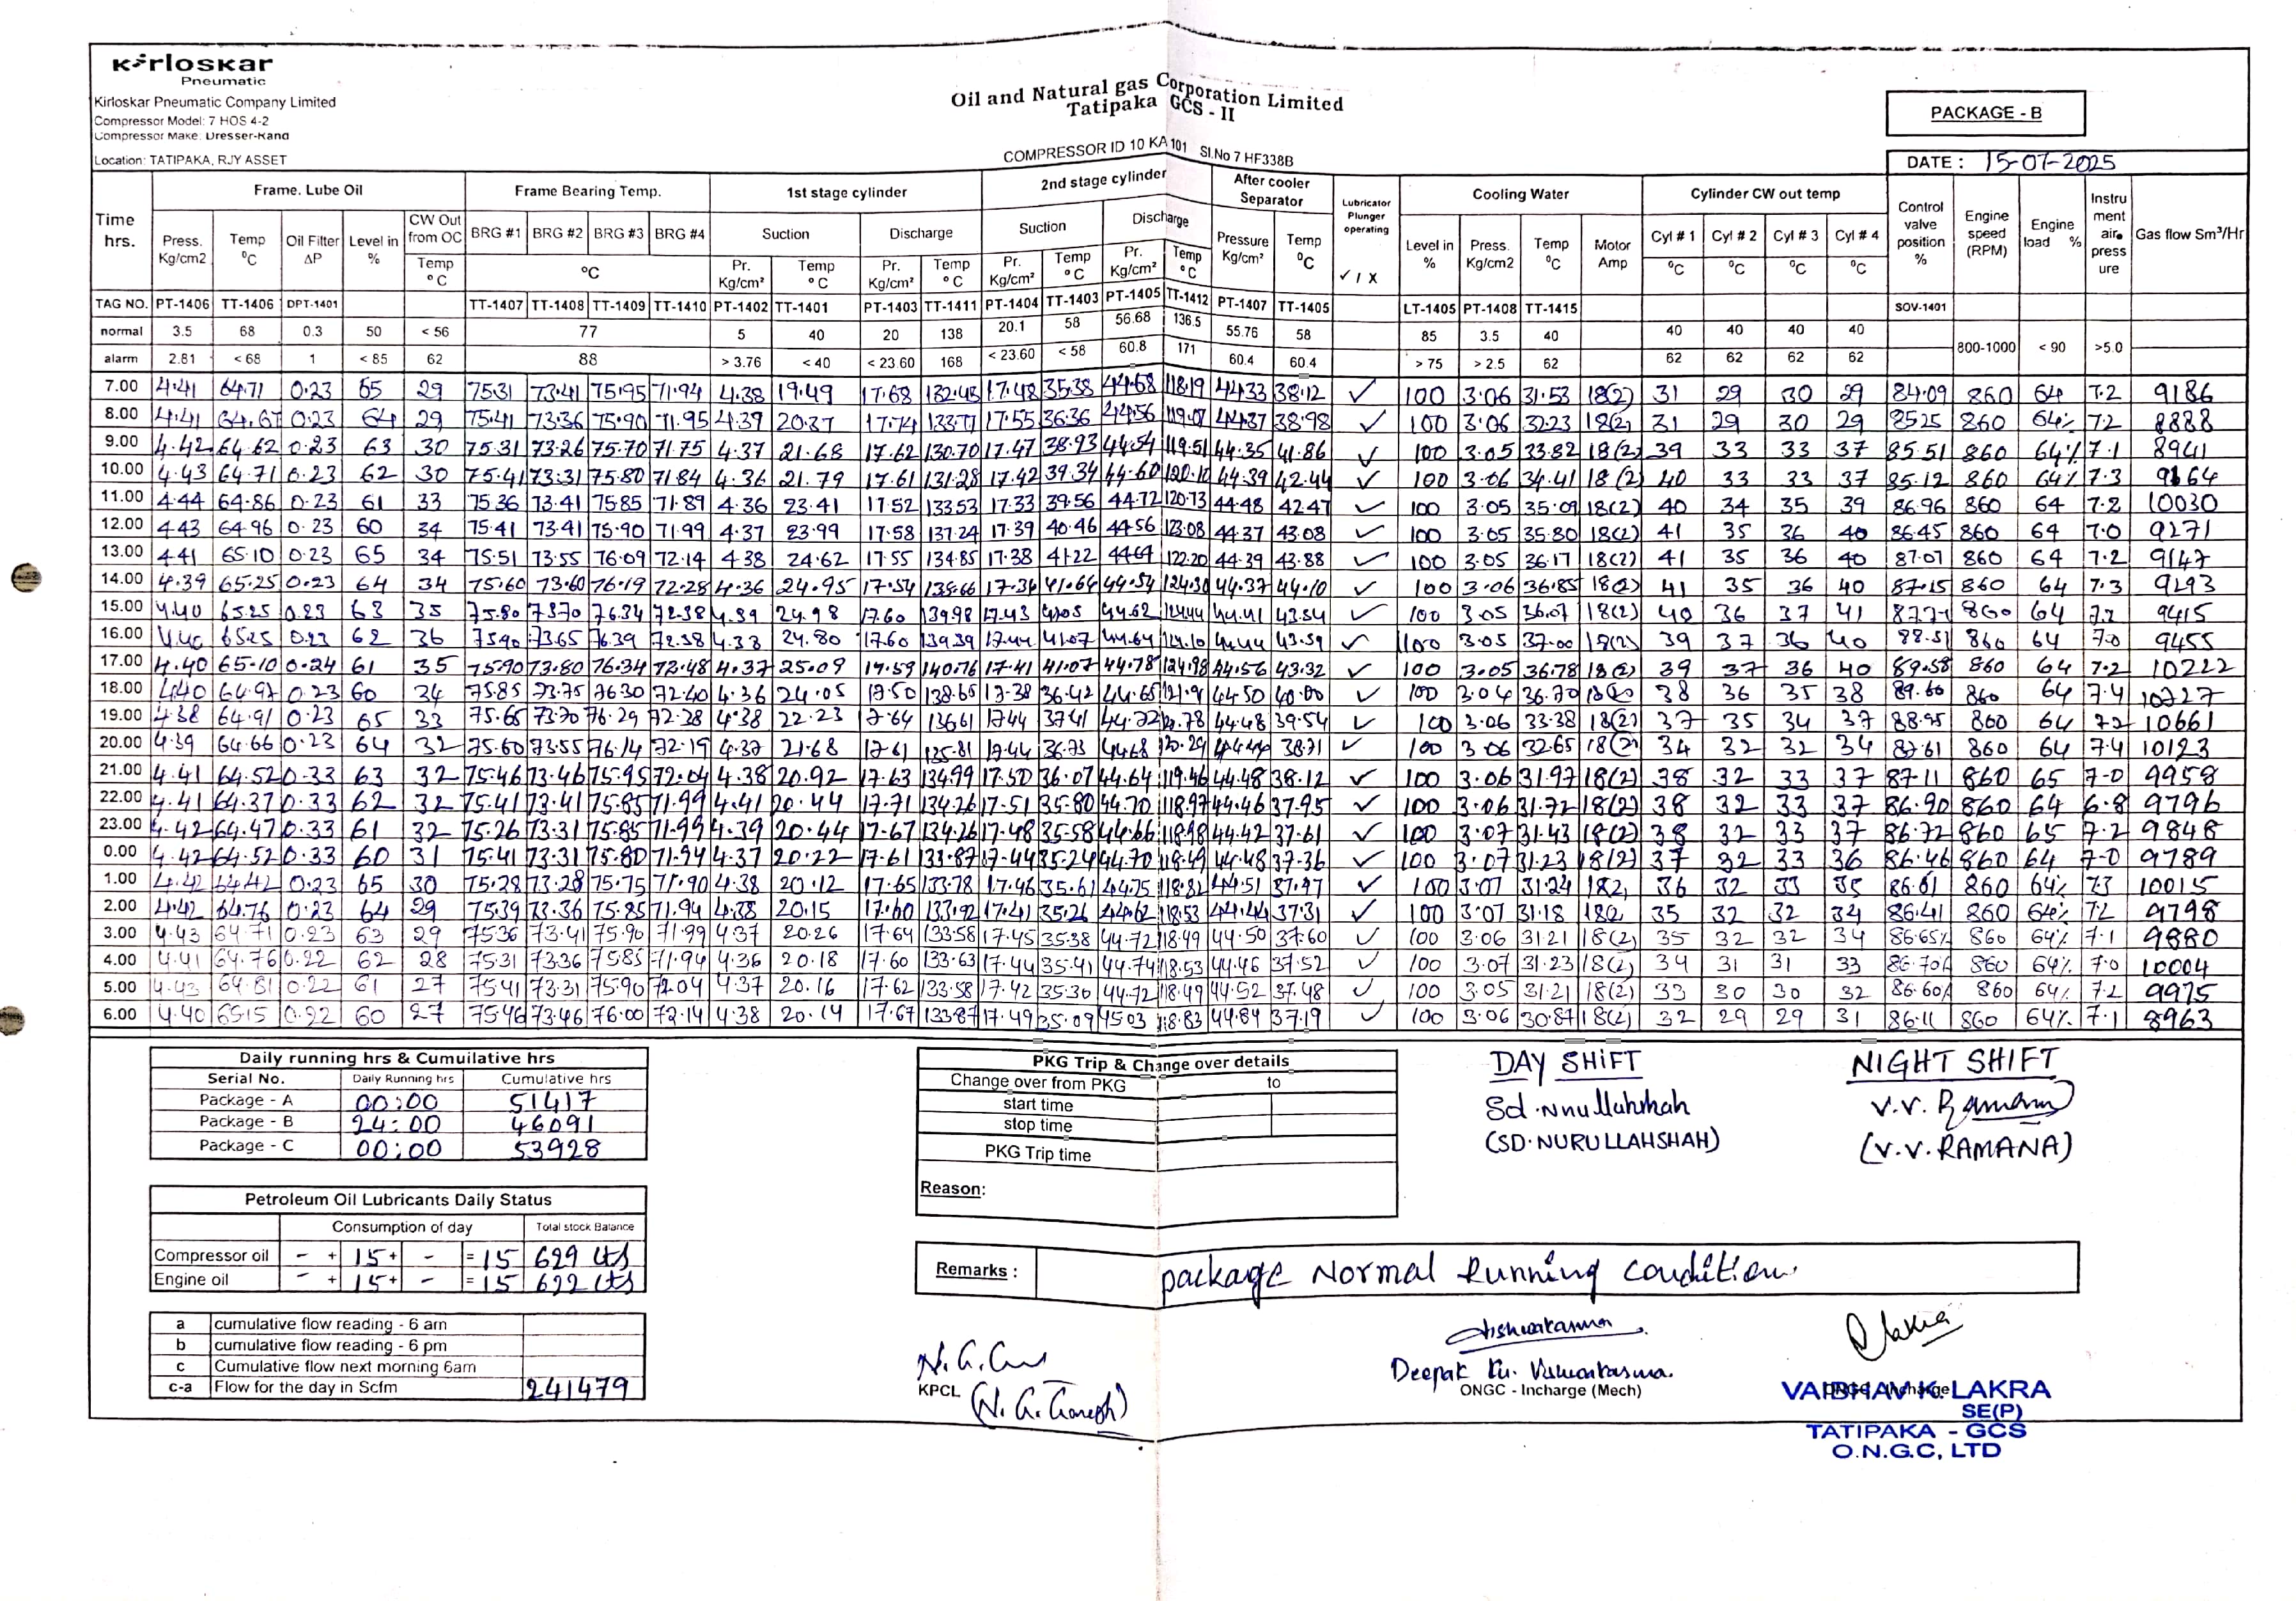 Kirloskar
Pneumatic
Kirloskar Pneumatic Company Limited
Compressor Model: 7 HOS 4-2
Compressor Make: Dresser-Rand
Location: TATIPAKA, RJY ASSET
Oil and Natural gas Corporation Limited
Tatipaka GCS - II
COMPRESSOR ID 10 KA 101 Sl.No 7 HF338B
PACKAGE - B
DATE : 15-07-2025
Time hrs. Frame. Lube Oil Frame Bearing Temp. 1st stage cylinder 2nd stage cylinder After cooler Separator Lubricator Plunger operating ✓ / X Cooling Water Cylinder CW out temp Control valve position % Engine speed (RPM) Engine load % Instru ment air press ure Gas flow Sm³/Hr
Press. Kg/cm2 Temp ⁰C Oil Filter ΔP Level in % CW Out from OC Temp °C BRG #1 BRG #2 BRG #3 BRG #4 ⁰C Suction Discharge Suction Discharge Pressure Kg/cm² Temp ⁰C Level in % Press. Kg/cm2 Temp ⁰C Motor Amp Cyl # 1 Cyl # 2 Cyl # 3 Cyl # 4
Pr. Kg/cm² Temp °C Pr. Kg/cm² Temp °C Pr. Kg/cm² Temp °C Pr. Kg/cm² Temp °C ⁰C ⁰C ⁰C ⁰C
TAG NO. PT-1406 TT-1406 DPT-1401 TT-1407 TT-1408 TT-1409 TT-1410 PT-1402 TT-1401 PT-1403 TT-1411 PT-1404 TT-1403 PT-1405 TT-1412 PT-1407 TT-1405 LT-1405 PT-1408 TT-1415 SOV-1401
normal 3.5 68 0.3 50 < 56 77 5 40 20 138 20.1 58 56.68 136.5 55.76 58 85 3.5 40 40 40 40 40
alarm 2.81 < 68 1 < 85 62 88 > 3.76 < 40 < 23.60 168 < 23.60 < 58 60.8 171 60.4 60.4 > 75 > 2.5 62 62 62 62 62 800-1000 < 90 >5.0
7.00 4.41 64.71 0.23 65 29 75.31 73.41 75.95 71.94 4.38 19.49 17.68 132.45 17.48 35.38 44.68 118.19 44.33 38.12 ✓ 100 3.06 31.53 18(2) 31 29 30 29 84.09 860 64 7.2 9186
8.00 4.41 64.67 0.23 64 29 75.41 73.36 75.90 71.95 4.39 20.37 17.74 133.77 17.55 36.36 44.56 119.07 44.37 38.98 ✓ 100 3.06 32.23 18(2) 31 29 30 29 85.25 860 64% 7.2 8888
9.00 4.42 64.62 0.23 63 30 75.31 73.26 75.70 71.75 4.37 21.68 17.62 130.70 17.47 38.93 44.54 119.51 44.35 41.86 ✓ 100 3.05 33.82 18(2) 39 33 33 37 85.51 860 64% 7.1 8941
10.00 4.43 64.71 0.23 62 30 75.41 73.31 75.80 71.84 4.36 21.79 17.61 131.28 17.42 39.34 44.60 120.10 44.39 42.44 ✓ 100 3.06 34.41 18(2) 40 33 33 37 85.12 860 64% 7.3 9164
11.00 4.44 64.86 0.23 61 33 75.36 73.41 75.85 71.89 4.36 23.41 17.52 133.53 17.33 39.56 44.72 120.73 44.48 42.47 ✓ 100 3.05 35.09 18(2) 40 34 35 39 86.96 860 64 7.2 10030
12.00 4.43 64.96 0.23 60 34 75.41 73.41 75.90 71.99 4.37 23.99 17.58 137.24 17.39 40.46 44.56 123.08 44.37 43.08 ✓ 100 3.05 35.80 18(2) 41 35 36 40 86.45 860 64 7.0 9271
13.00 4.41 65.10 0.23 65 34 75.51 73.55 76.09 72.14 4.38 24.62 17.55 134.85 17.38 41.22 122.20 44.39 43.88 ✓ 100 3.05 36.17 18(2) 41 35 36 40 87.07 860 64 7.2 9147
14.00 4.39 65.25 0.23 64 34 75.60 73.60 76.19 72.28 4.36 24.95 17.54 138.66 17.36 41.64 44.54 124.30 44.37 44.10 ✓ 100 3.06 36.85 18(2) 41 35 36 40 87.15 860 64 7.3 9293
15.00 4.40 65.25 0.23 63 35 75.80 73.70 76.34 72.38 4.39 24.98 17.60 139.98 17.43 41.05 44.62 124.44 44.41 43.54 ✓ 100 3.05 36.07 18(2) 40 36 37 41 87.71 860 64 7.2 9415
16.00 65.25 0.23 62 36 75.90 73.65 76.39 72.38 4.33 24.80 17.60 139.39 17.44 41.07 44.64 124.10 44.44 43.59 ✓ 100 3.05 37.00 18(2) 39 37 36 40 88.51 860 64 7.0 9455
17.00 4.40 65.10 0.24 61 35 75.90 73.80 76.34 72.48 4.37 25.09 17.59 140.76 17.41 41.07 44.78 124.98 44.56 43.32 ✓ 100 3.05 36.78 18(2) 39 37 36 40 89.58 860 64 7.2 10222
18.00 4.40 64.97 0.23 60 34 75.85 73.75 76.30 72.40 4.36 24.05 17.50 138.65 17.38 36.42 44.65 44.50 40.00 ✓ 100 3.04 36.70 38 36 35 38 89.60 860 64 7.4 10727
19.00 4.38 64.91 0.23 65 33 75.65 73.70 76.29 72.38 4.38 22.23 17.64 136.61 17.44 37.41 44.72 44.48 39.54 ✓ 100 3.06 33.38 18(2) 37 35 34 37 88.95 860 64 7.2 10661
20.00 4.39 64.66 0.23 64 32 75.60 73.55 76.14 72.19 4.37 21.68 17.61 135.81 17.44 36.73 44.68 120.29 44.44 38.71 ✓ 100 3.06 32.65 18(2) 34 32 32 34 87.61 860 64 7.4 10123
21.00 4.41 64.52 0.33 63 32 75.46 73.46 75.95 72.04 4.38 20.92 17.63 134.99 17.50 36.07 44.64 119.46 44.48 38.12 ✓ 100 3.06 31.97 18(2) 38 32 33 37 87.11 860 65 7.0 9958
22.00 4.41 64.37 0.33 62 32 75.41 73.41 75.85 71.99 4.41 20.44 17.71 134.26 17.51 35.80 44.70 118.97 44.46 37.95 ✓ 100 3.06 31.72 18(2) 38 32 33 37 86.90 860 64 6.8 9796
23.00 4.42 64.47 0.33 61 32 75.26 73.31 75.85 71.99 4.39 20.44 17.67 134.26 17.48 35.58 44.66 118.98 44.42 37.61 ✓ 100 3.07 31.43 18(2) 38 32 33 37 86.72 860 65 7.2 9848
0.00 4.42 64.52 0.33 60 31 75.41 73.31 75.80 71.94 4.37 20.22 17.61 133.87 17.44 35.24 44.70 118.49 44.48 37.36 ✓ 100 3.07 31.23 18(2) 37 32 33 36 86.46 860 64 7.0 9789
1.00 4.42 64.42 0.23 65 30 75.28 73.28 75.75 71.90 4.38 20.12 17.65 133.78 17.46 35.61 44.75 118.82 44.51 37.47 ✓ 100 3.07 31.24 182, 36 32 33 35 86.61 860 64% 7.3 10015
2.00 4.42 64.76 0.23 64 29 75.39 73.36 75.85 71.94 4.38 20.15 17.60 133.92 17.41 35.26 44.62 118.53 44.44 37.31 ✓ 100 3.07 31.18 35 32 32 34 86.41 860 64% 7.2 9798
3.00 4.43 64.71 0.23 63 29 75.36 73.41 75.90 71.99 4.37 20.26 17.64 133.58 17.45 35.38 44.72 118.49 44.50 37.60 ✓ 100 3.06 31.21 18(2) 35 32 32 34 86.65% 860 64% 7.1 9880
4.00 4.41 64.76 0.22 62 28 75.31 73.36 75.85 71.94 4.36 20.18 17.60 133.63 17.44 35.41 44.74 118.53 44.46 37.52 ✓ 100 3.07 31.23 18(2) 34 31 31 33 86.70% 860 64% 7.0 10004
5.00 4.43 64.81 0.22 61 27 75.41 73.31 75.90 72.04 4.37 20.16 17.62 133.58 17.42 35.30 44.72 118.49 44.52 37.48 ✓ 100 3.05 31.21 18(2) 33 30 30 32 86.60% 860 64% 7.2 9975
6.00 4.40 65.15 0.22 60 27 75.46 73.46 76.00 72.14 4.38 20.14 17.67 133.87 17.49 35.09 45.03 118.83 44.84 37.19 ✓ 100 3.06 30.87 18(2) 32 29 29 31 86.11 860 64% 7.1 8963
Daily running hrs & Cumuilative hrs
Serial No. Daily Running hrs Cumulative hrs
Package - A 00:00 51417
Package - B 24:00 46091
Package - C 00:00 53928
Petroleum Oil Lubricants Daily Status
Consumption of day Total stock Balance
Compressor oil - + 15 + - = 15 629 Lts
Engine oil - + 15 + - = 15 622 Lts
a cumulative flow reading - 6 am
b cumulative flow reading - 6 pm
c Cumulative flow next morning 6am
c-a Flow for the day in Scfm 241479
PKG Trip & Change over details
Change over from PKG to
start time
stop time
PKG Trip time
Reason:
DAY SHIFT
(SD. NURULLAHSHAH)
NIGHT SHIFT
V.V. Ramana
(V.V. RAMANA)
Remarks : package Normal Running condition.
KPCL
(N. G. Ganesh)
Vishwakarma
Deepak Kr. Vishwakarma.
ONGC - Incharge (Mech)
Lakra
VAIBHAV K. LAKRA
SE(P)
TATIPAKA - GCS
O.N.G.C, LTD